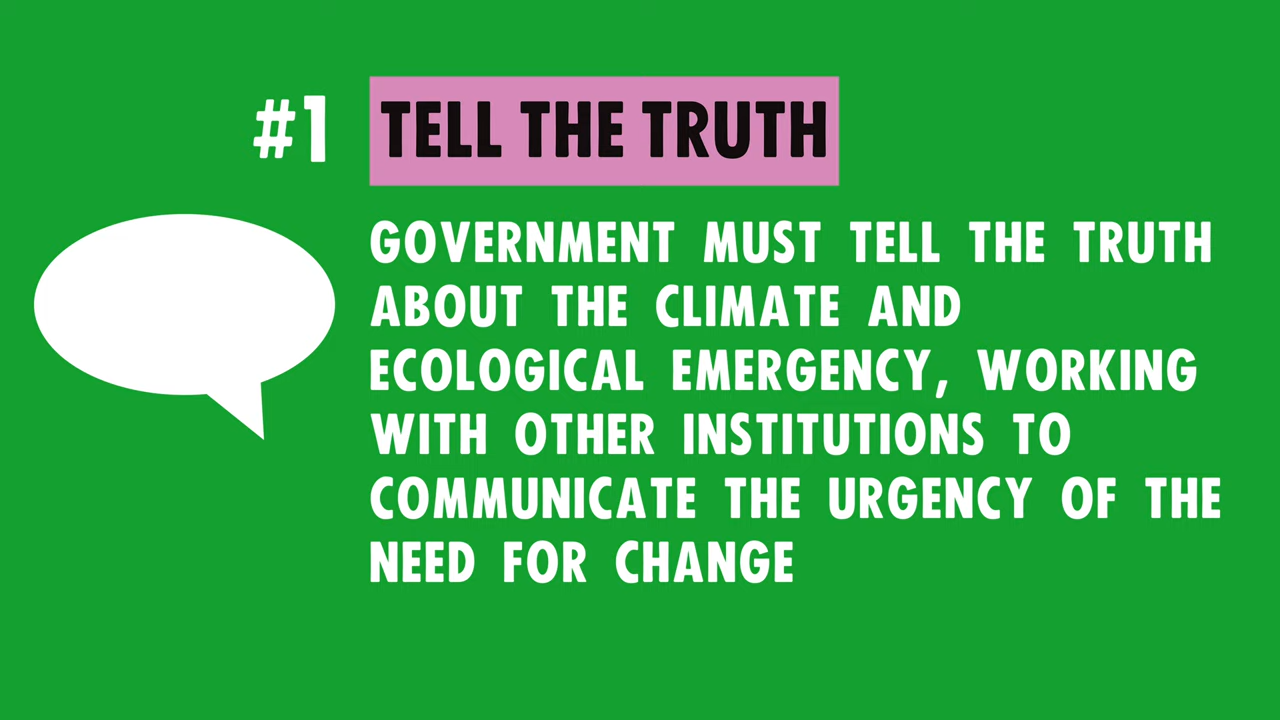 #1 TELL THE TRUTH
GOVERNMENT MUST TELL THE TRUTH
ABOUT THE CLIMATE AND
ECOLOGICAL EMERGENCY, WORKING
WITH OTHER INSTITUTIONS TO
COMMUNICATE THE URGENCY OF THE
NEED FOR CHANGE